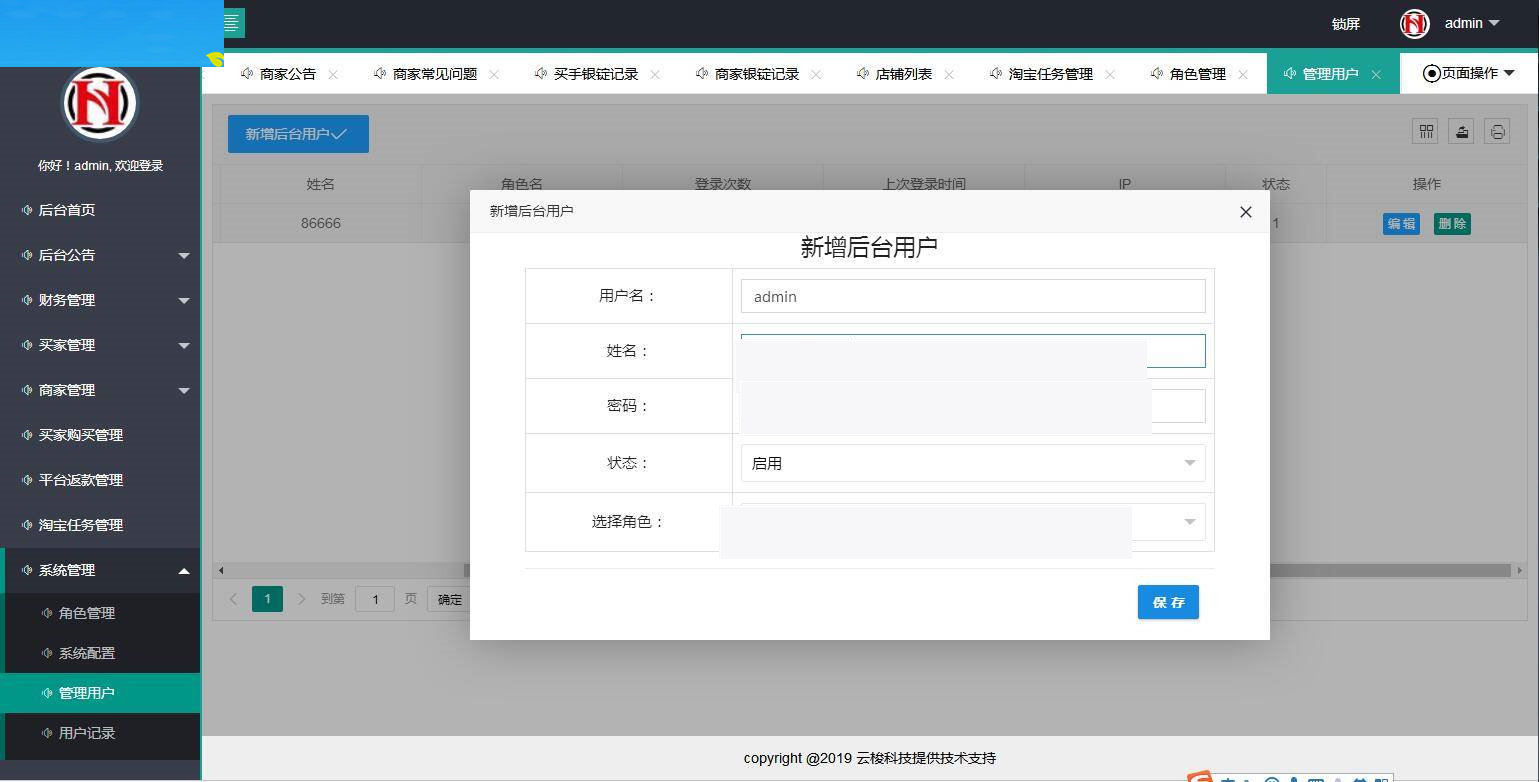 锁屏
admin
商家公告
商家常见问题
买手银锭记录
商家银锭记录
店铺列表
淘宝任务管理
角色管理
管理用户
页面操作
你好！admin, 欢迎登录
后台首页
后台公告
财务管理
买家管理
商家管理
买家购买管理
平台返款管理
淘宝任务管理
系统管理
角色管理
系统配置
管理用户
用户记录
新增后台用户
姓名 角色名 登录次数 上次登录时间 IP 状态 操作
86666 1 编辑 删除
新增后台用户
新增后台用户
用户名： admin
姓名：
密码：
状态： 启用
选择角色：
保存
1 到第 1 页 确定
copyright @2019 云梭科技提供技术支持